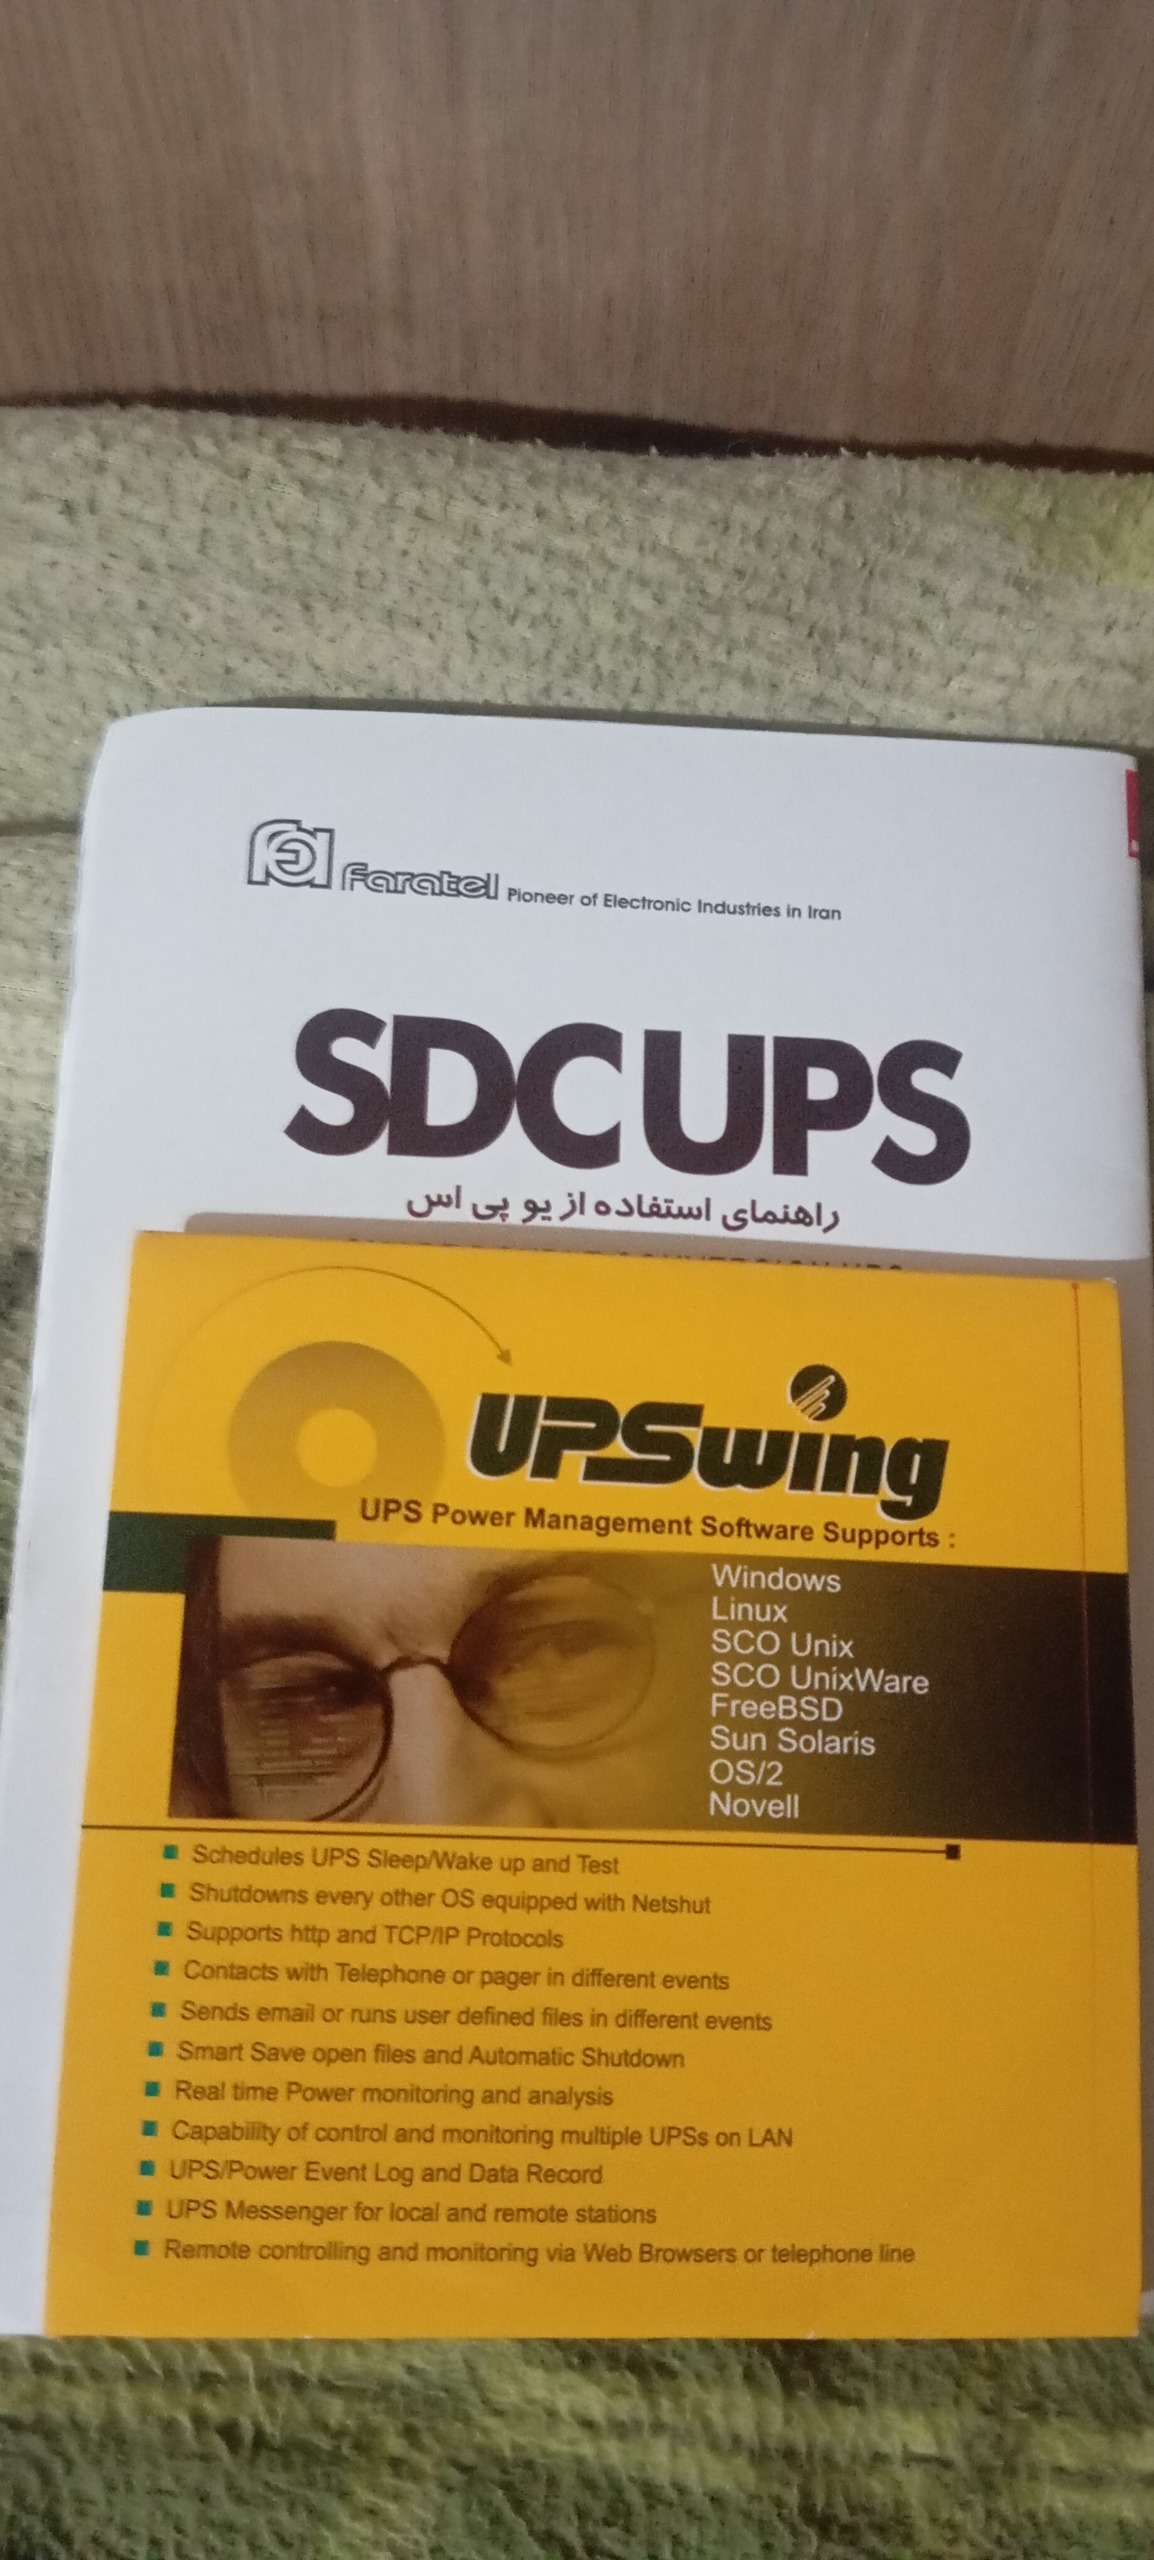 Faratel Pioneer of Electronic Industries in Iran
SDC UPS
راهنمای استفاده از یو پی اس
UPSwing
UPS Power Management Software Supports :
Windows
Linux
SCO Unix
SCO UnixWare
FreeBSD
Sun Solaris
OS/2
Novell
Schedules UPS Sleep/Wake up and Test
Shutdowns every other OS equipped with Netshut
Supports http and TCP/IP Protocols
Contacts with Telephone or pager in different events
Sends email or runs user defined files in different events
Smart Save open files and Automatic Shutdown
Real time Power monitoring and analysis
Capability of control and monitoring multiple UPSs on LAN
UPS/Power Event Log and Data Record
UPS Messenger for local and remote stations
Remote controlling and monitoring via Web Browsers or telephone line